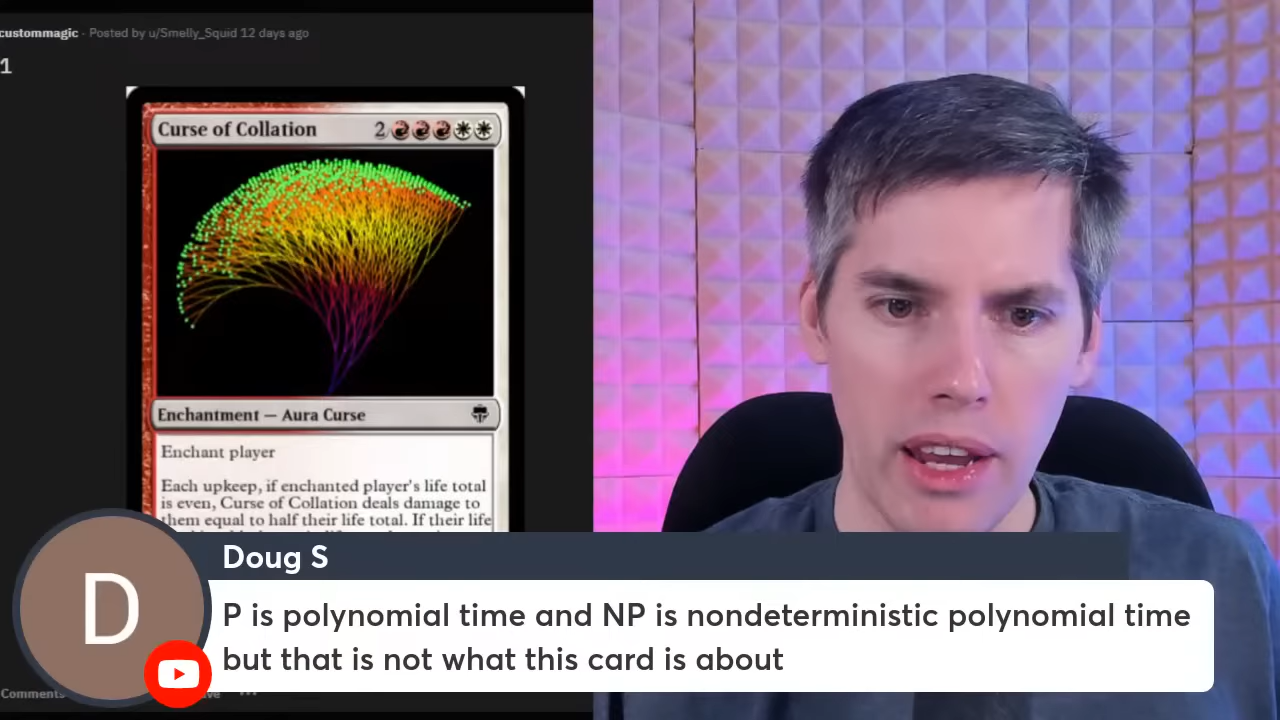 custommagic · Posted by u/Smelly_Squid 12 days ago
1
Curse of Collation 2
Enchantment — Aura Curse
Enchant player
Each upkeep, if enchanted player's life total
is even, Curse of Collation deals damage to
them equal to half their life total. If their life
D
Doug S
P is polynomial time and NP is nondeterministic polynomial time
but that is not what this card is about
Comments